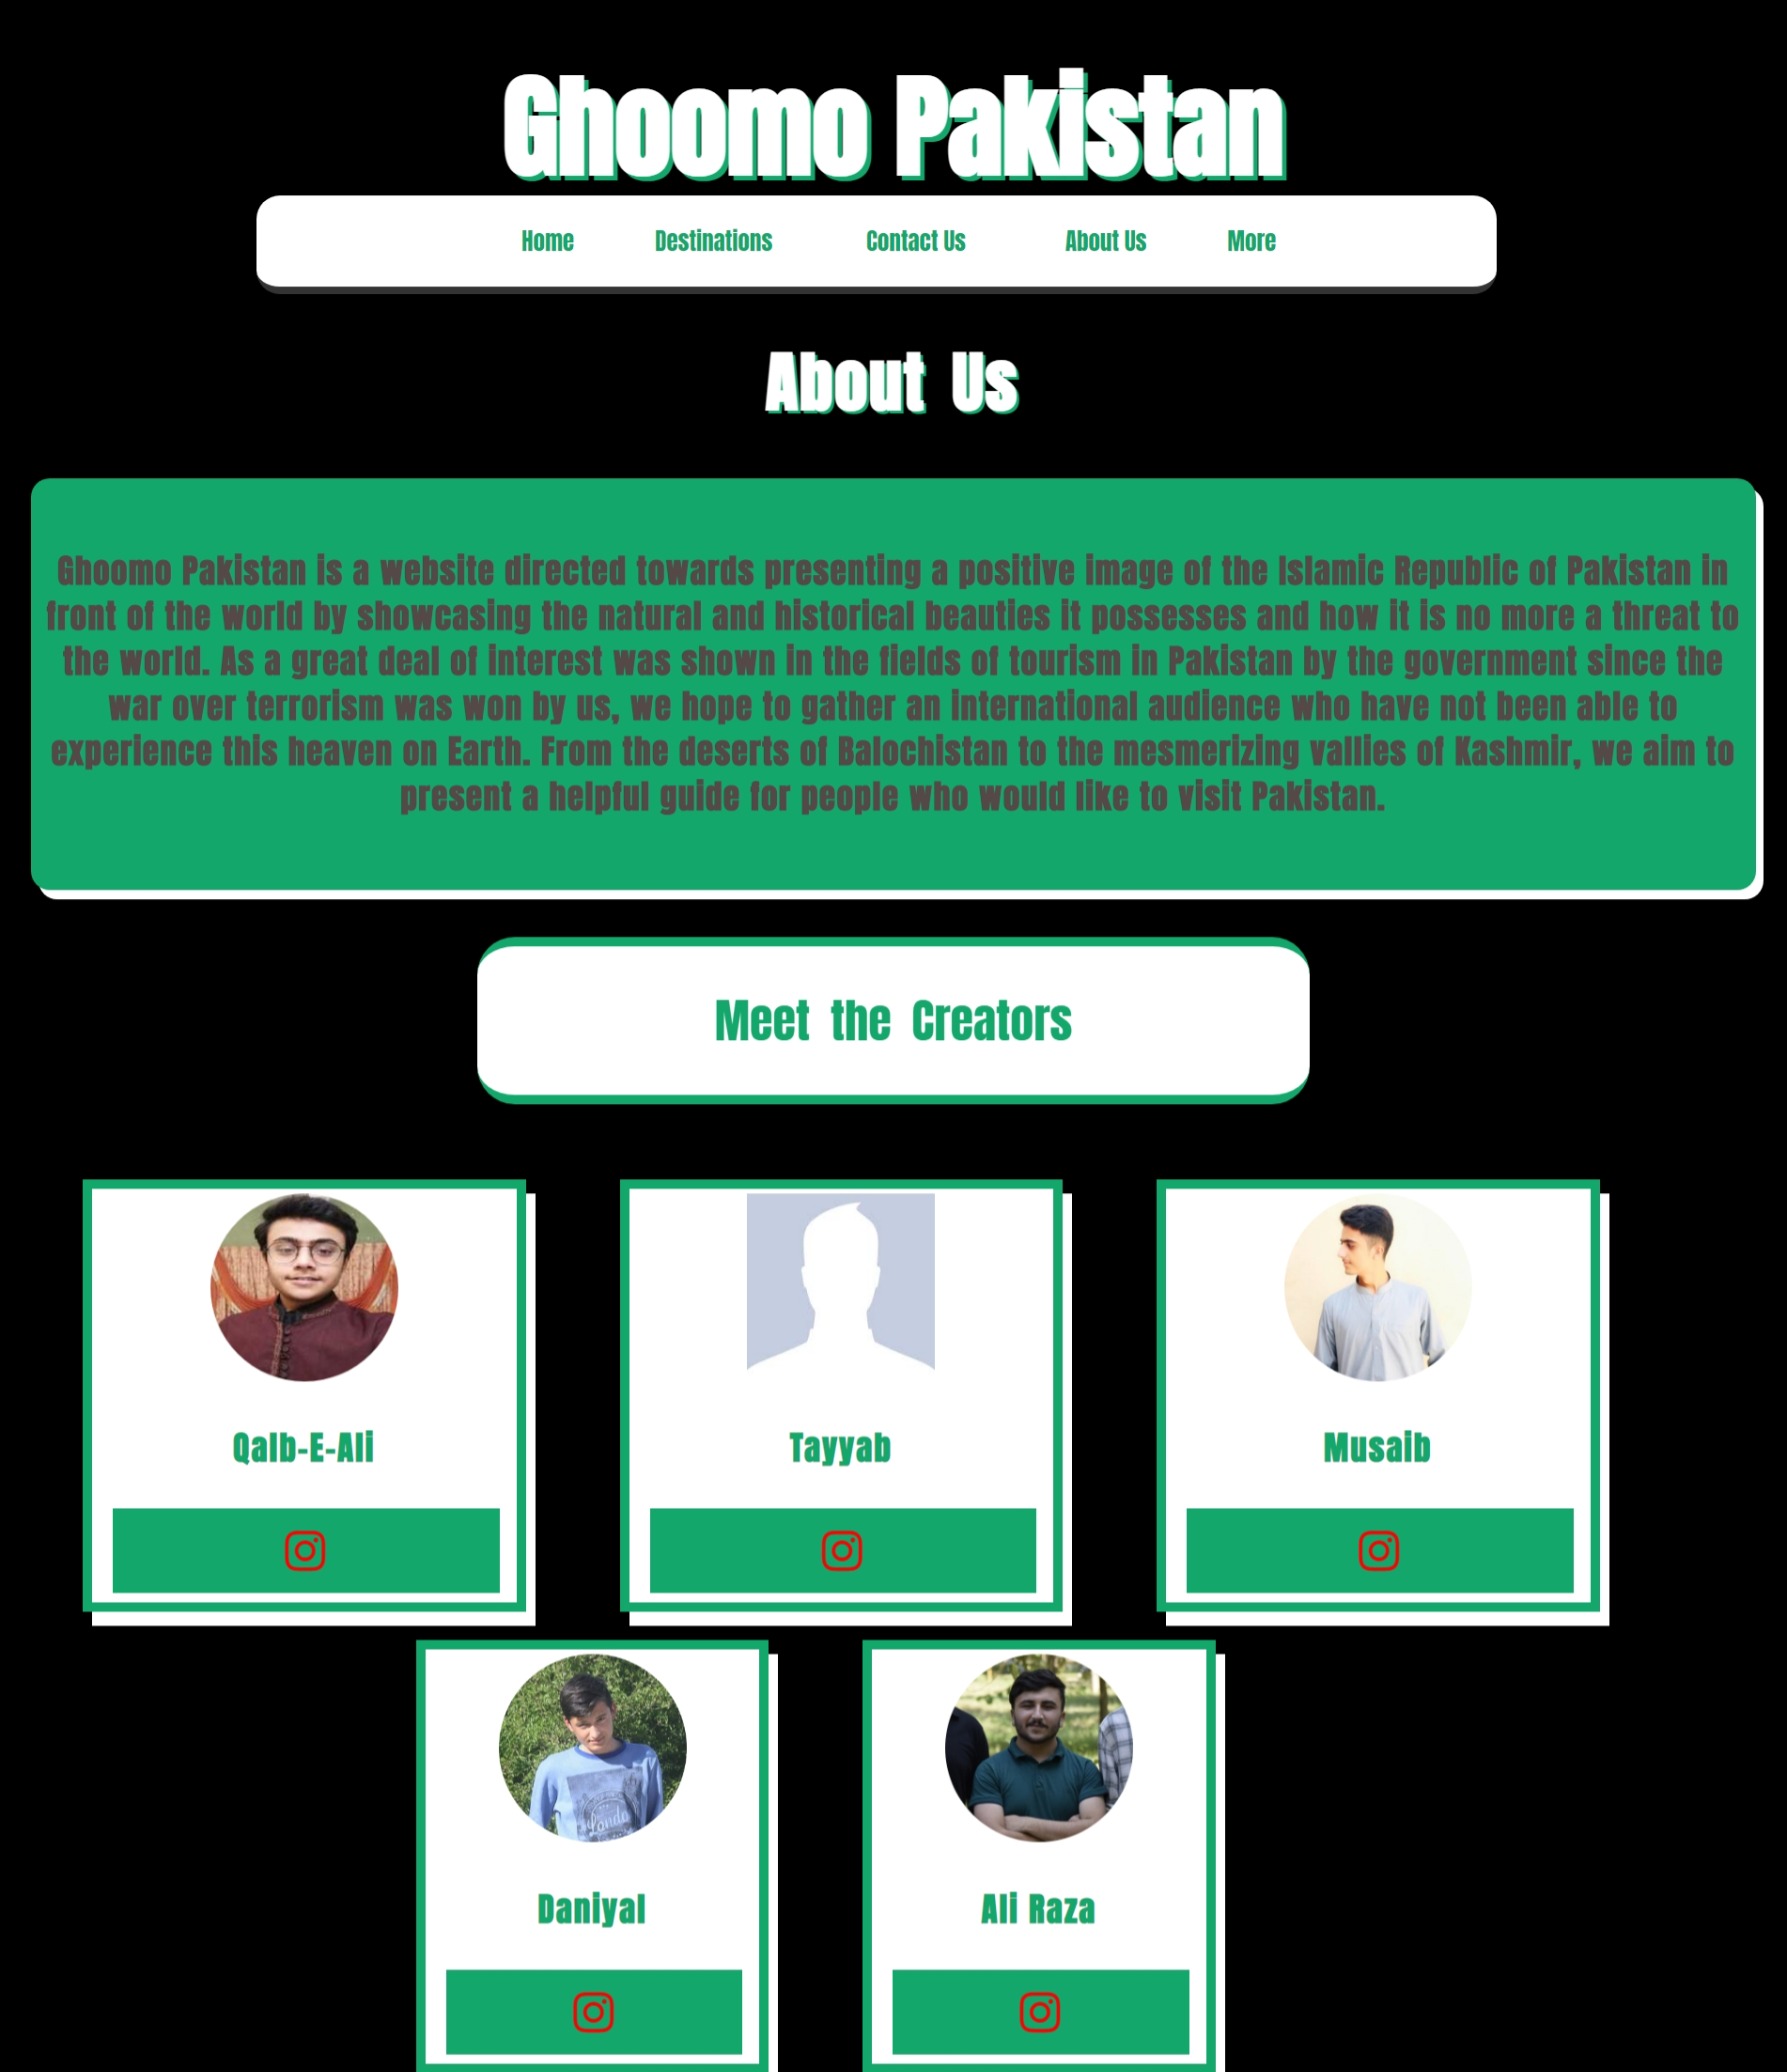 Ghoomo Pakistan
Home Destinations Contact Us About Us More
About Us
Ghoomo Pakistan is a website directed towards presenting a positive image of the Islamic Republic of Pakistan in
front of the world by showcasing the natural and historical beauties it possesses and how it is no more a threat to
the world. As a great deal of interest was shown in the fields of tourism in Pakistan by the government since the
war over terrorism was won by us, we hope to gather an international audience who have not been able to
experience this heaven on Earth. From the deserts of Balochistan to the mesmerizing vallies of Kashmir, we aim to
present a helpful guide for people who would like to visit Pakistan.
Meet the Creators
Qalb-E-Ali
Tayyab
Musaib
Daniyal
Ali Raza